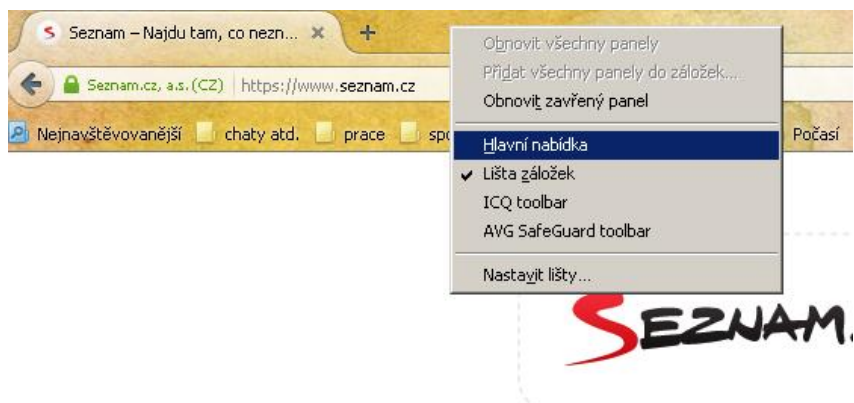 Seznam – Najdu tam, co nezn...
Seznam.cz, a.s. (CZ) https://www.seznam.cz
Nejnavštěvovanější chaty atd. prace Počasí
Obnovit všechny panely
Přidat všechny panely do záložek...
Obnovit zavřený panel
Hlavní nabídka
Lišta záložek
ICQ toolbar
AVG SafeGuard toolbar
Nastavit lišty...
SEZNAM.